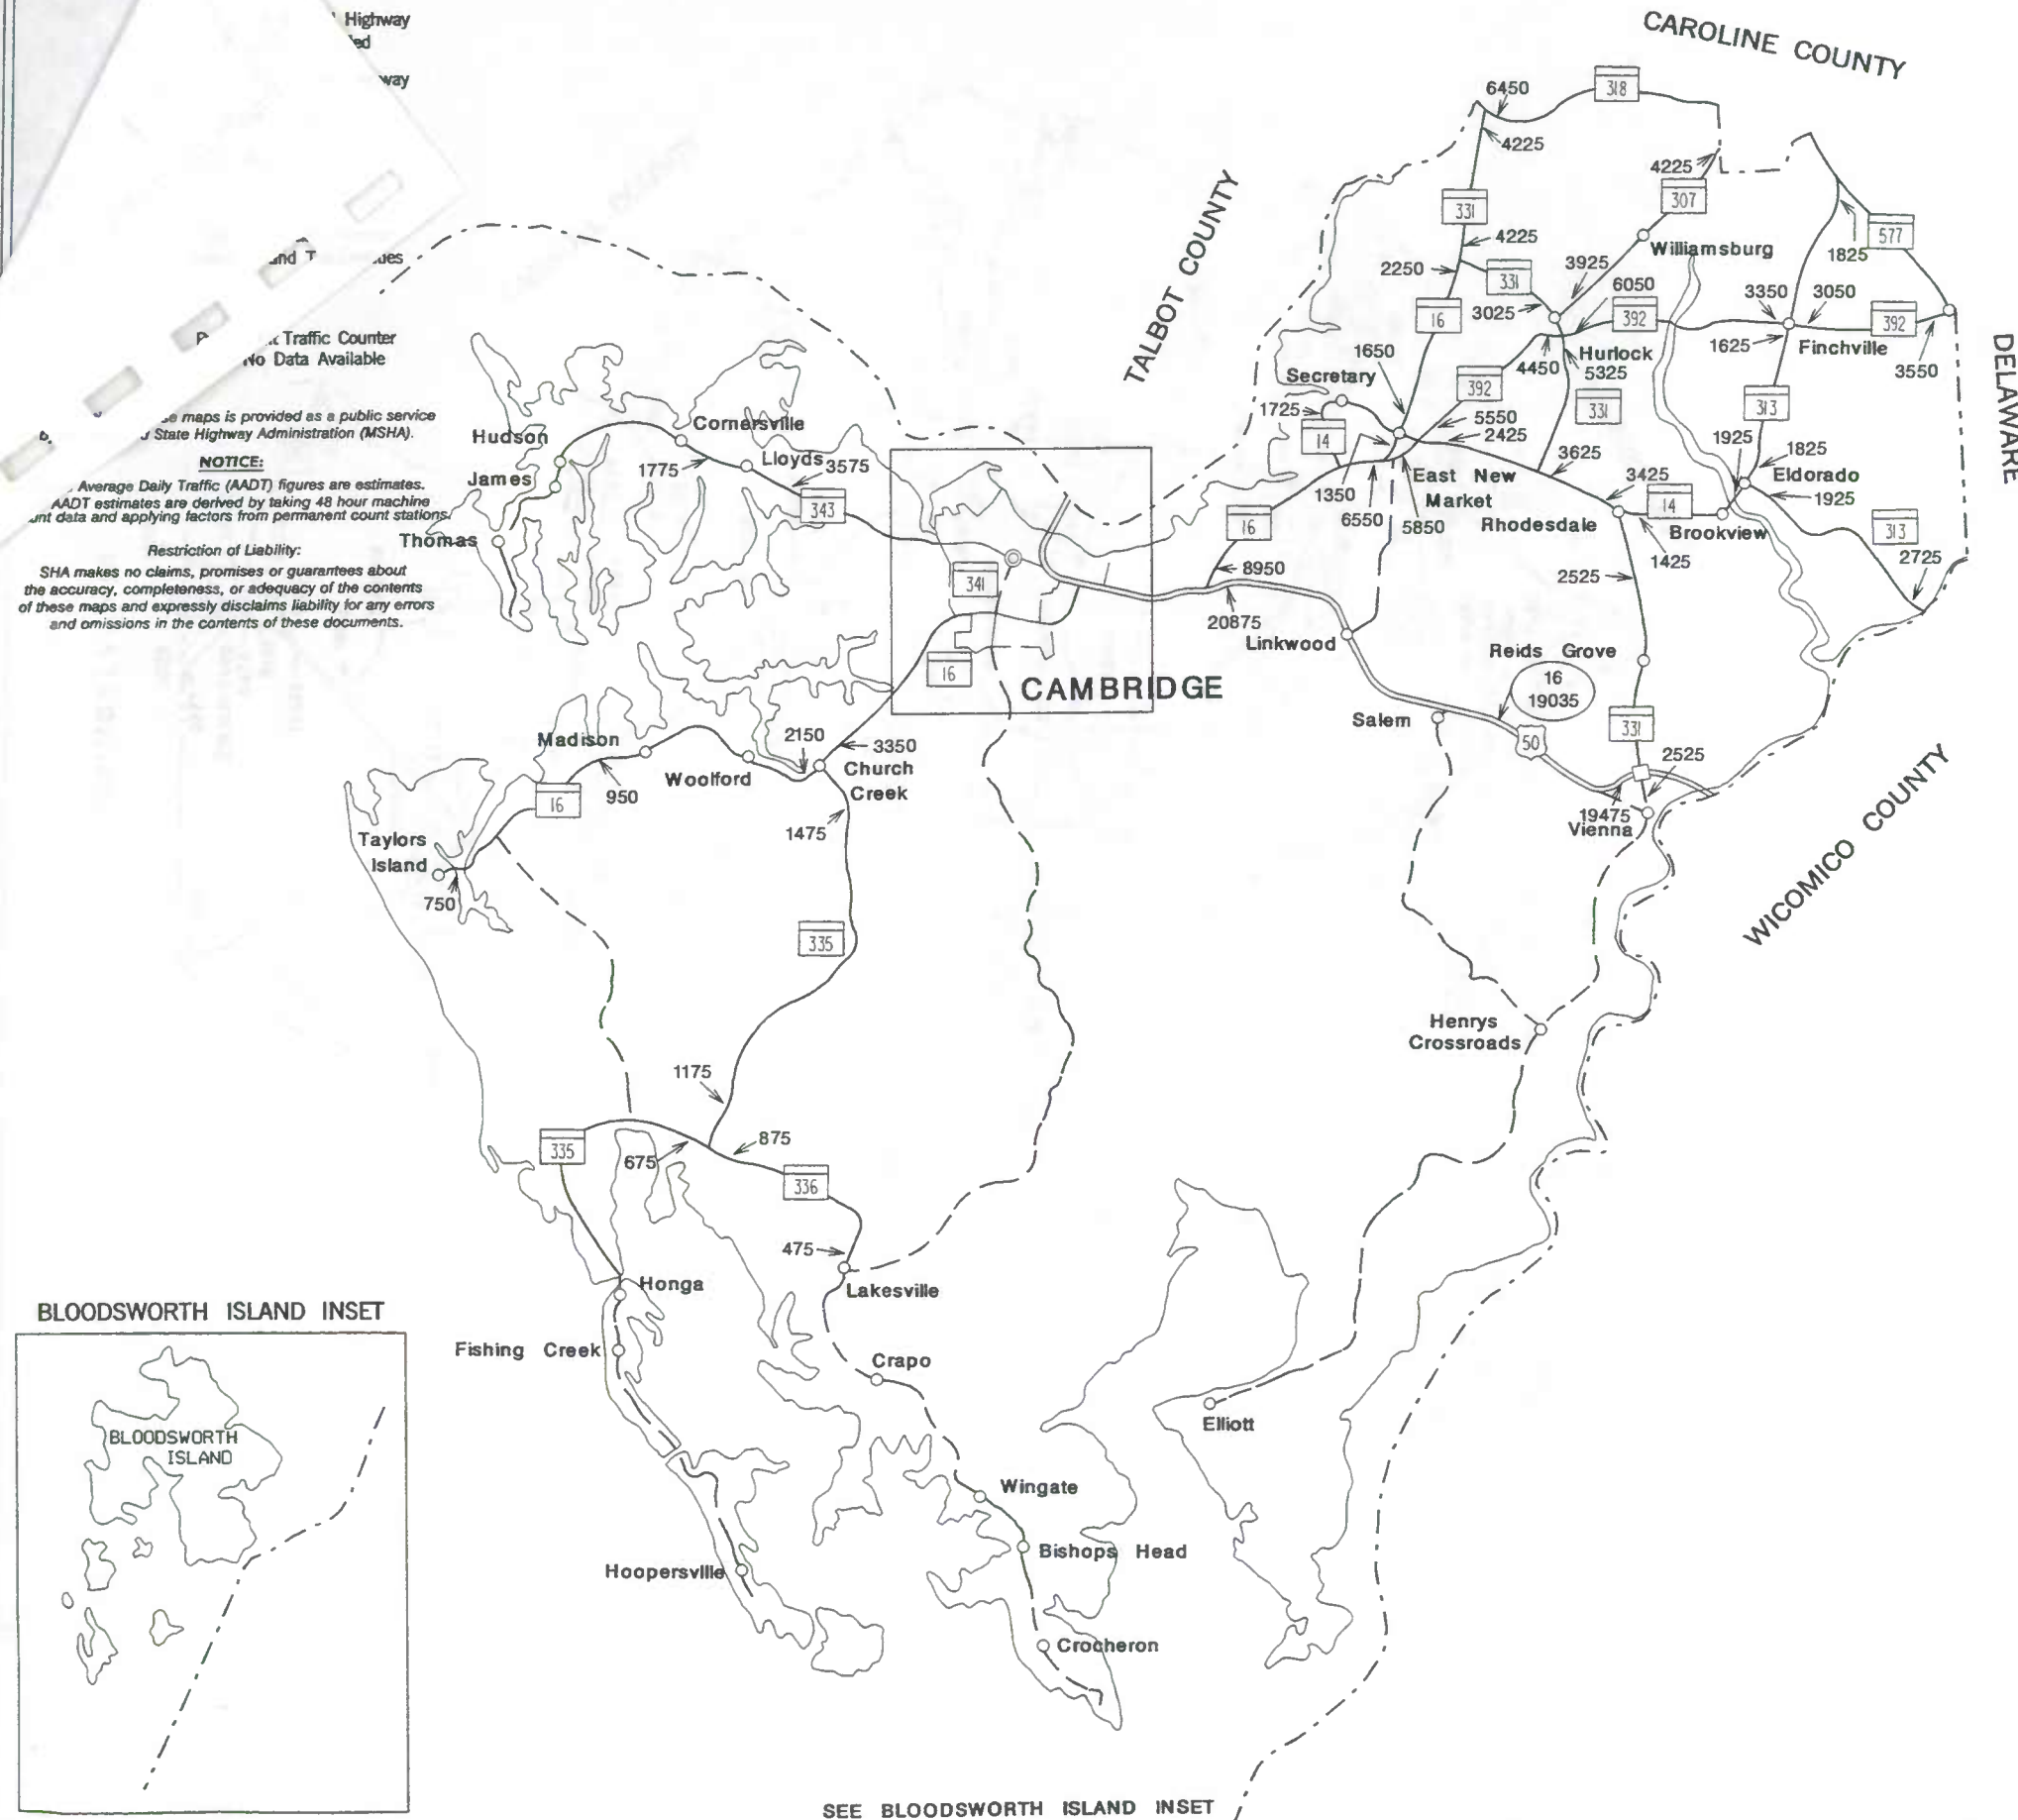 Highway
way
Traffic Counter
No Data Available
maps is provided as a public service
State Highway Administration (MSHA).
NOTICE:
Average Daily Traffic (AADT) figures are estimates.
AADT estimates are derived by taking 48 hour machine
data and applying factors from permanent count stations.
Restriction of Liability:
SHA makes no claims, promises or guarantees about
the accuracy, completeness, or adequacy of the contents
of these maps and expressly disclaims liability for any errors
and omissions in the contents of these documents.
CAROLINE COUNTY
TALBOT COUNTY
DELAWARE
WICOMICO COUNTY
6450
318
4225
4225
307
331
4225
Williamsburg
577
1825
2250
331
3925
6050
3350
3050
16
3025
392
392
1625
Finchville
3550
1650
Hurlock
4450
5325
Secretary
392
331
313
1725
14
5550
2425
1925
1825
3625
Eldorado
East New
Market
1350
3425
1925
6550
5850
Rhodesdale
14
Brookview
313
16
1425
2725
8950
2525
20875
Linkwood
Reids Grove
16
19035
Salem
331
50
2525
19475
Vienna
Hudson
Cornersville
James
1775
Lloyds
3575
343
Thomas
341
16
CAMBRIDGE
Madison
2150
3350
Church
Creek
Woolford
16
950
1475
Taylors
Island
750
335
Henrys
Crossroads
1175
335
675
875
336
475
Lakesville
Honga
Fishing Creek
Crapo
Elliott
Wingate
Bishops Head
Hoopersville
Crocheron
BLOODSWORTH ISLAND INSET
BLOODSWORTH
ISLAND
SEE BLOODSWORTH ISLAND INSET